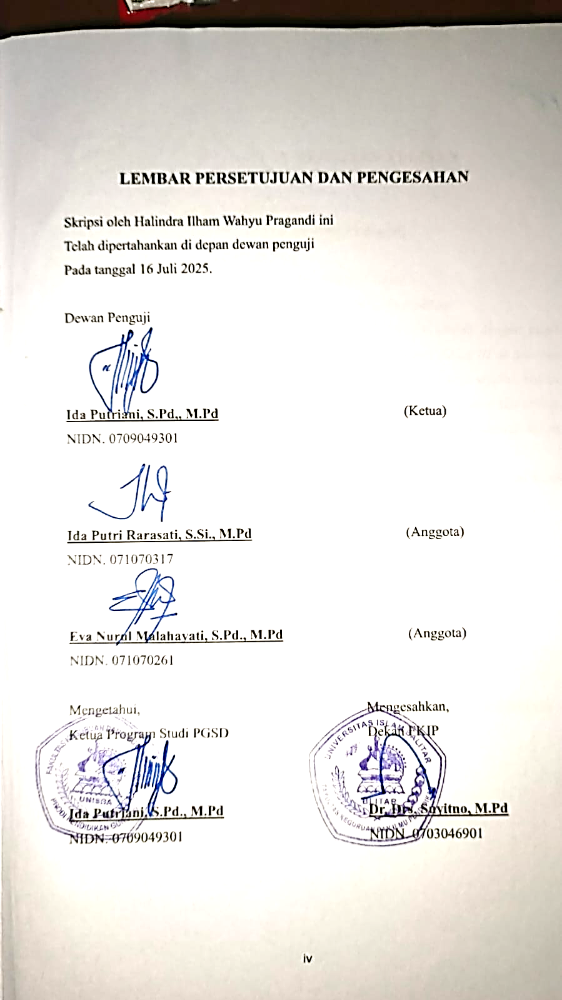 LEMBAR PERSETUJUAN DAN PENGESAHAN
Skripsi oleh Halindra Ilham Wahyu Pragandi ini
Telah dipertahankan di depan dewan penguji
Pada tanggal 16 Juli 2025.
Dewan Penguji
Ida Putriani, S.Pd,, M.Pd (Ketua)
NIDN. 0709049301
Ida Putri Rarasati, S.Si., M.Pd (Anggota)
NIDN. 071070317
Eva Nurul Malahayati, S.Pd., M.Pd (Anggota)
NIDN. 071070261
Mengetahui, Mengesahkan,
Ketua Program Studi PGSD Dekan FKIP
UNIVERSITAS ISLAM BALITAR
UNISBA
BLITAR
Ida Putriani, S.Pd., M.Pd Dr. Drs. Suyitno, M.Pd
NIDN. 0709049301 NIDN. 0703046901
iv